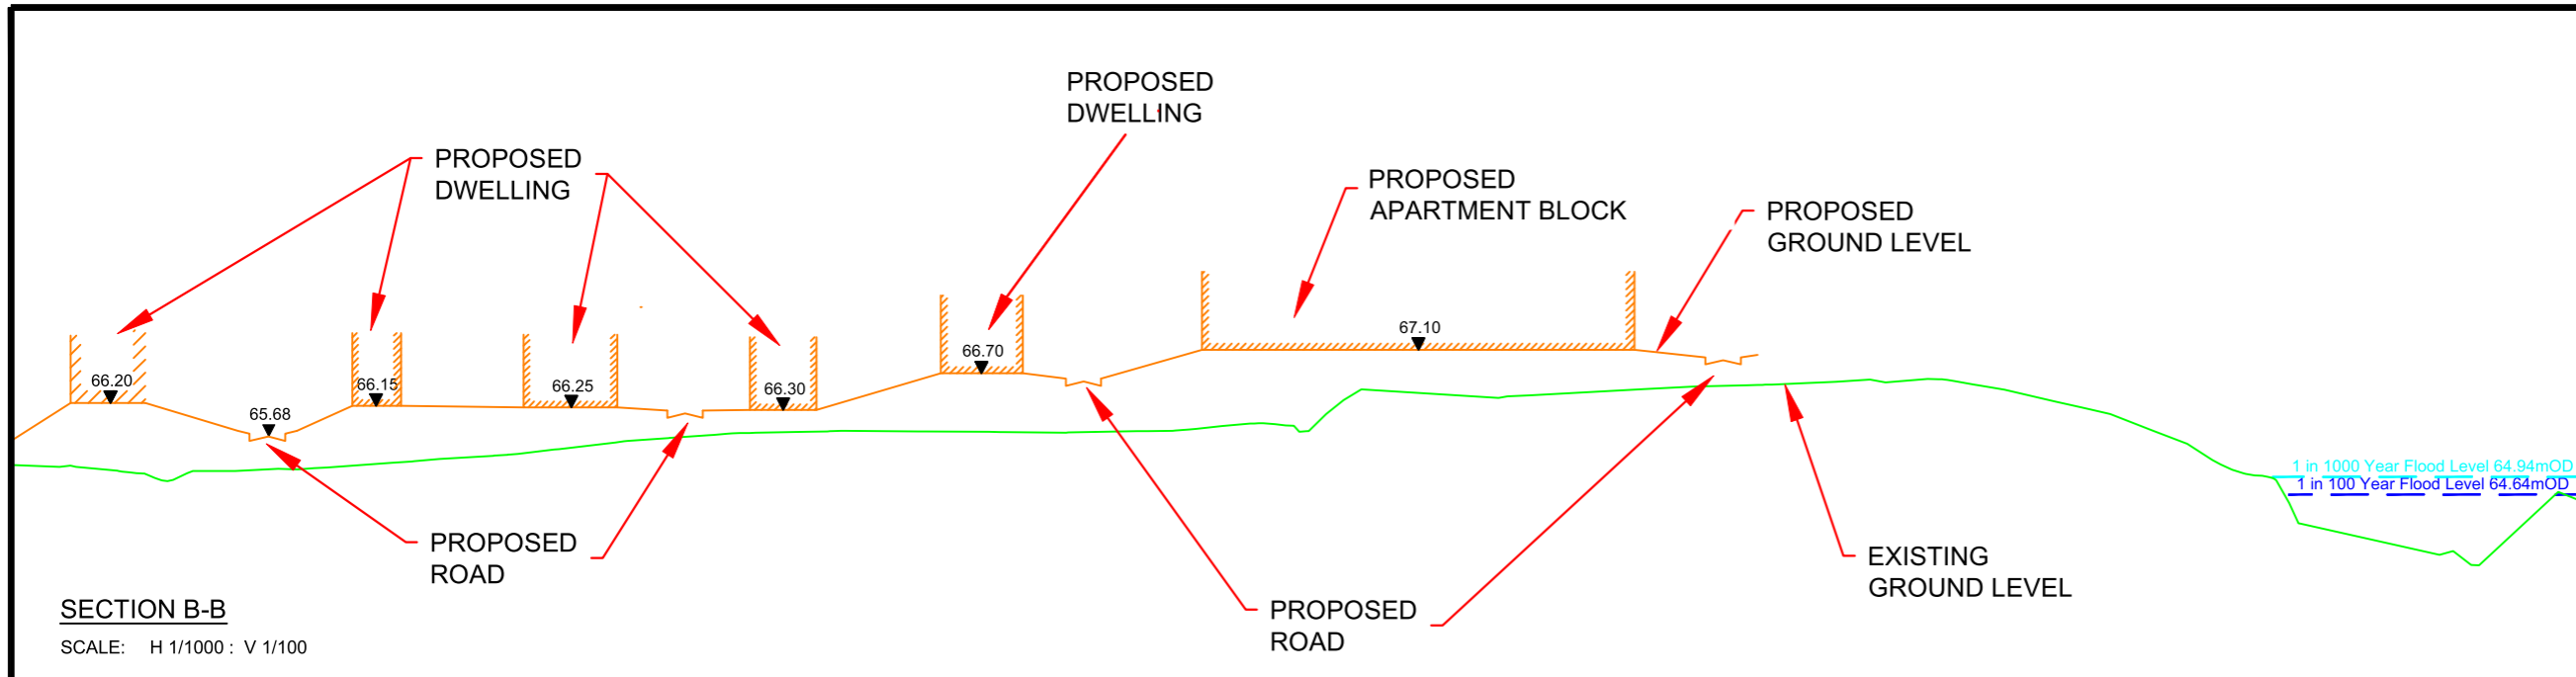 PROPOSED
DWELLING
PROPOSED
DWELLING
PROPOSED
APARTMENT BLOCK
PROPOSED
GROUND LEVEL
66.20
65.68
66.15
66.25
66.30
66.70
67.10
1 in 1000 Year Flood Level 64.94mOD
1 in 100 Year Flood Level 64.64mOD
PROPOSED
ROAD
PROPOSED
ROAD
EXISTING
GROUND LEVEL
SECTION B-B
SCALE: H 1/1000 : V 1/100